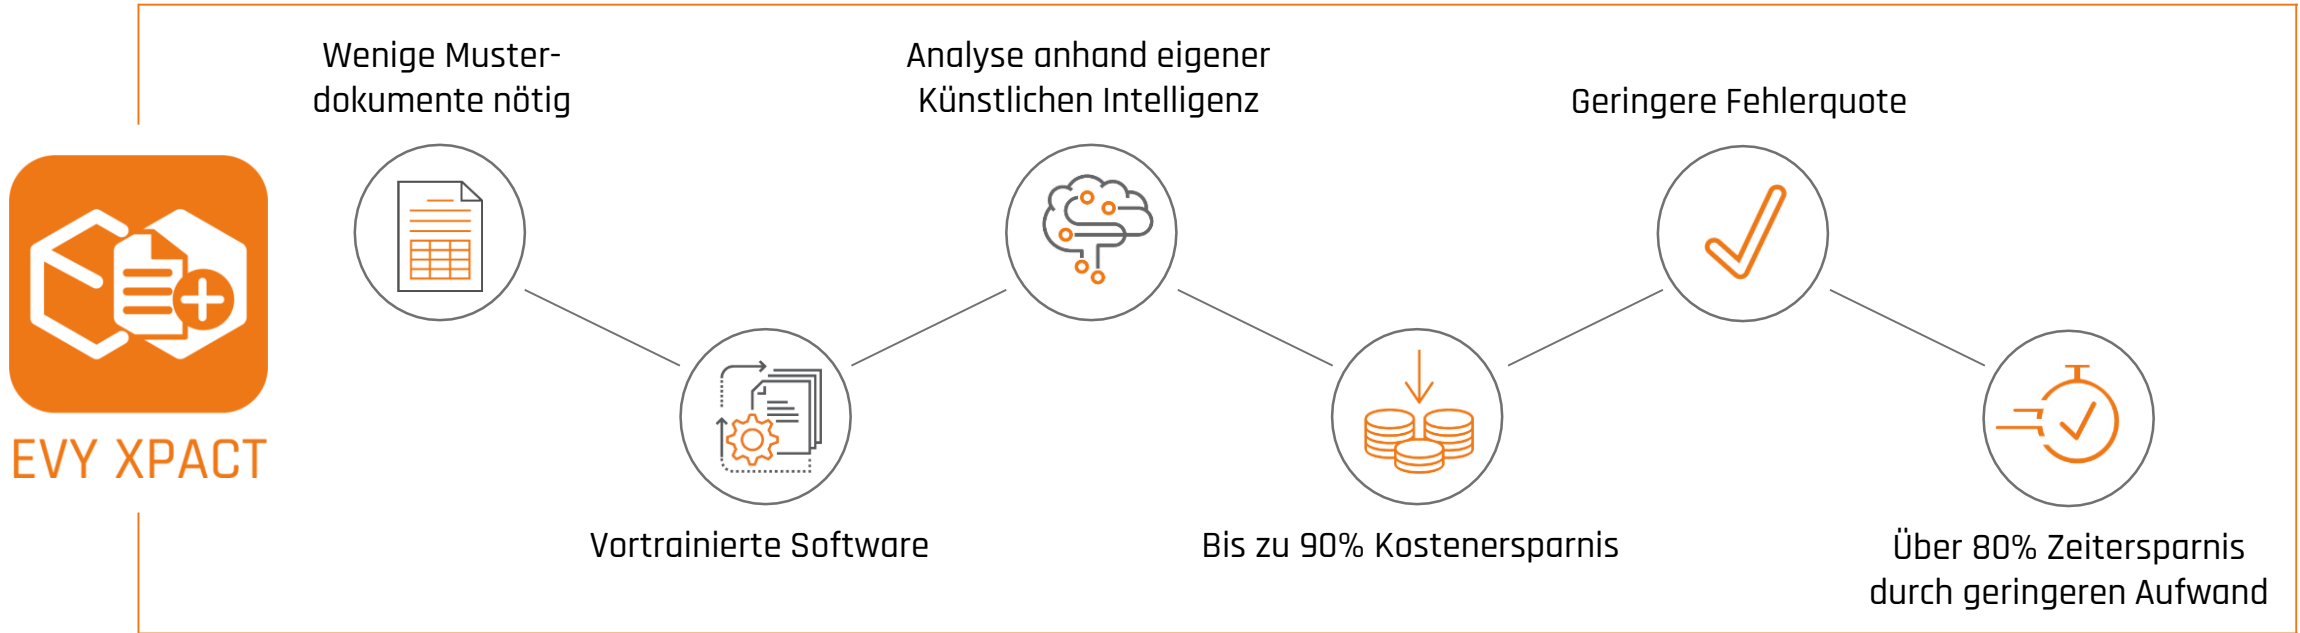 EVY XPACT
Wenige Muster-
dokumente nötig
Vortrainierte Software
Analyse anhand eigener
Künstlichen Intelligenz
Bis zu 90% Kostenersparnis
Geringere Fehlerquote
Über 80% Zeitersparnis
durch geringeren Aufwand